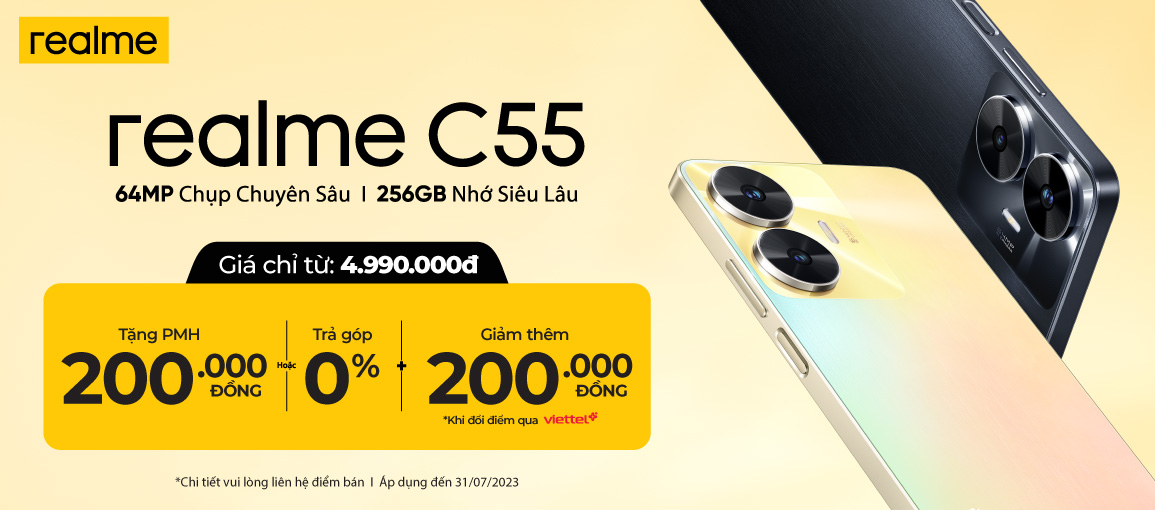 realme
realme C55
64MP Chụp Chuyên Sâu I 256GB Nhớ Siêu Lâu
Giá chỉ từ: 4.990.000đ
Tặng PMH
200.000 ĐỒNG
Hoặc
Trả góp
0%
+
Giảm thêm
200.000 ĐỒNG
*Khi đổi điểm qua viettel++
*Chi tiết vui lòng liên hệ điểm bán I Áp dụng đến 31/07/2023